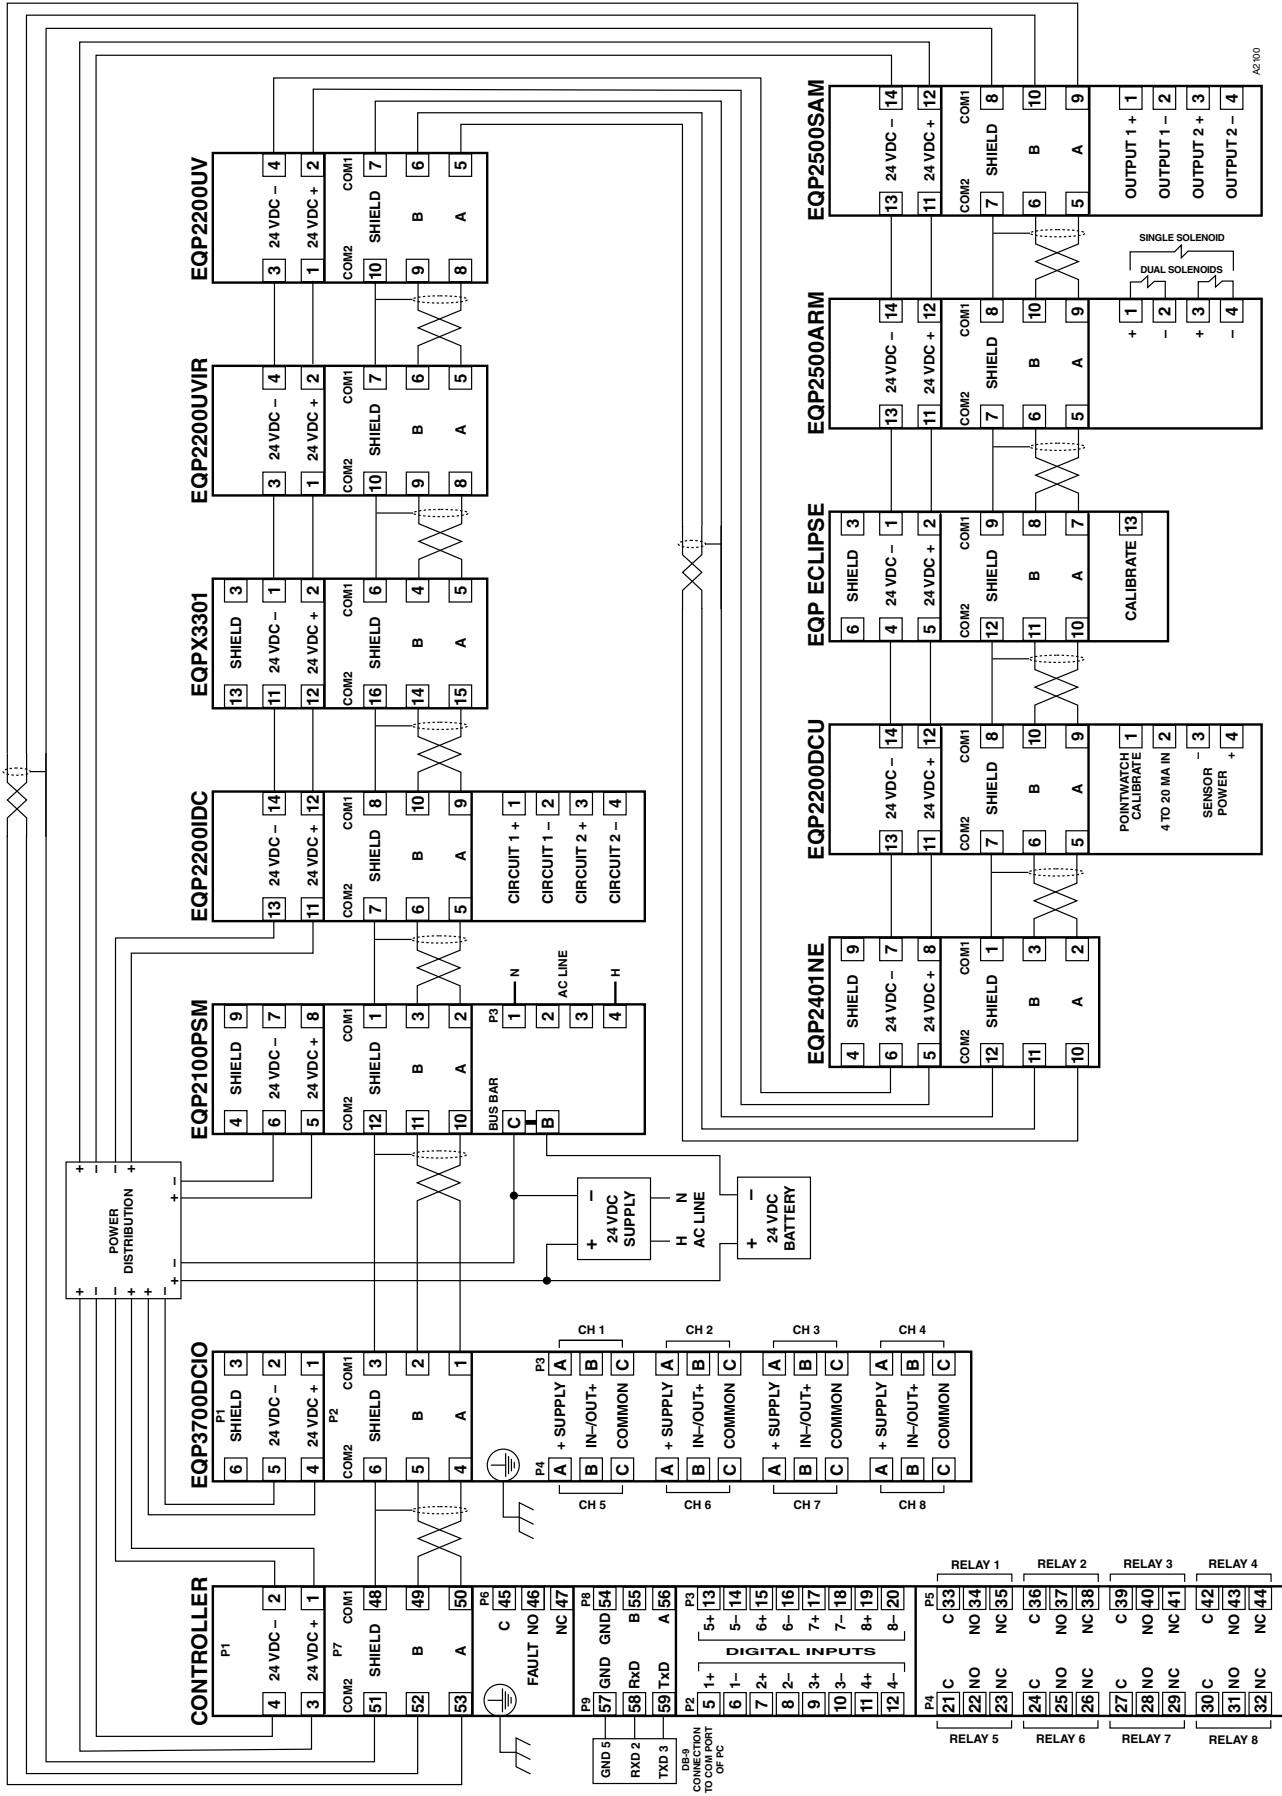 CONTROLLER
P1
4 24 VDC – 2
3 24 VDC + 1
P7
COM2 COM1
51 SHIELD 48
52 B 49
53 A 50
P6
C 45
FAULT NO 46
NC 47
P9 P8
57 GND GND 54
58 RxD B 55
59 TxD A 56
GND 5
RXD 2
TXD 3
DB-9
CONNECTION
TO COM PORT
OF PC
P2 P3
DIGITAL INPUTS
5 1+ 5+ 13
6 1– 5– 14
7 2+ 6+ 15
8 2– 6– 16
9 3+ 7+ 17
10 3– 7– 18
11 4+ 8+ 19
12 4– 8– 20
P4 P5
21 C C 33
22 NO NO 34
23 NC NC 35
RELAY 5 RELAY 1
24 C C 36
25 NO NO 37
26 NC NC 38
RELAY 6 RELAY 2
27 C C 39
28 NO NO 40
29 NC NC 41
RELAY 7 RELAY 3
30 C C 42
31 NO NO 43
32 NC NC 44
RELAY 8 RELAY 4
EQP3700DCIO
P1
6 SHIELD 3
5 24 VDC – 2
4 24 VDC + 1
P2
COM2 COM1
6 SHIELD 3
5 B 2
4 A 1
P4 P3
A + SUPPLY A
B IN–/OUT+ B
C COMMON C
CH 5 CH 1
A + SUPPLY A
B IN–/OUT+ B
C COMMON C
CH 6 CH 2
A + SUPPLY A
B IN–/OUT+ B
C COMMON C
CH 7 CH 3
A + SUPPLY A
B IN–/OUT+ B
C COMMON C
CH 8 CH 4
POWER
DISTRIBUTION
+ – – + + –
+ – – +
+ –
+ –
+ –
24 VDC
SUPPLY
H N
AC LINE
+ –
24 VDC
BATTERY
EQP2100PSM
4 SHIELD 9
6 24 VDC – 7
5 24 VDC + 8
COM2 COM1
12 SHIELD 1
11 B 3
10 A 2
BUS BAR
C
B
P3
1 N
2
AC LINE
3
4 H
EQP2200IDC
13 24 VDC – 14
11 24 VDC + 12
COM2 COM1
7 SHIELD 8
6 B 10
5 A 9
CIRCUIT 1 + 1
CIRCUIT 1 – 2
CIRCUIT 2 + 3
CIRCUIT 2 – 4
EQPX3301
13 SHIELD 3
11 24 VDC – 1
12 24 VDC + 2
COM2 COM1
16 SHIELD 6
14 B 4
15 A 5
EQP2200UVIR
3 24 VDC – 4
1 24 VDC + 2
COM2 COM1
10 SHIELD 7
9 B 6
8 A 5
EQP2200UV
3 24 VDC – 4
1 24 VDC + 2
COM2 COM1
10 SHIELD 7
9 B 6
8 A 5
EQP2401NE
4 SHIELD 9
6 24 VDC – 7
5 24 VDC + 8
COM2 COM1
12 SHIELD 1
11 B 3
10 A 2
EQP2200DCU
13 24 VDC – 14
11 24 VDC + 12
COM2 COM1
7 SHIELD 8
6 B 10
5 A 9
POINTWATCH
CALIBRATE 1
4 TO 20 MA IN 2
SENSOR
POWER
– 3
+ 4
EQP ECLIPSE
6 SHIELD 3
4 24 VDC – 1
5 24 VDC + 2
COM2 COM1
12 SHIELD 9
11 B 8
10 A 7
CALIBRATE 13
EQP2500ARM
13 24 VDC – 14
11 24 VDC + 12
COM2 COM1
7 SHIELD 8
6 B 10
5 A 9
+ 1
– 2
+ 3
– 4
DUAL SOLENOIDS
SINGLE SOLENOID
EQP2500SAM
13 24 VDC – 14
11 24 VDC + 12
COM2 COM1
7 SHIELD 8
6 B 10
5 A 9
OUTPUT 1 + 1
OUTPUT 1 – 2
OUTPUT 2 + 3
OUTPUT 2 – 4
A2100